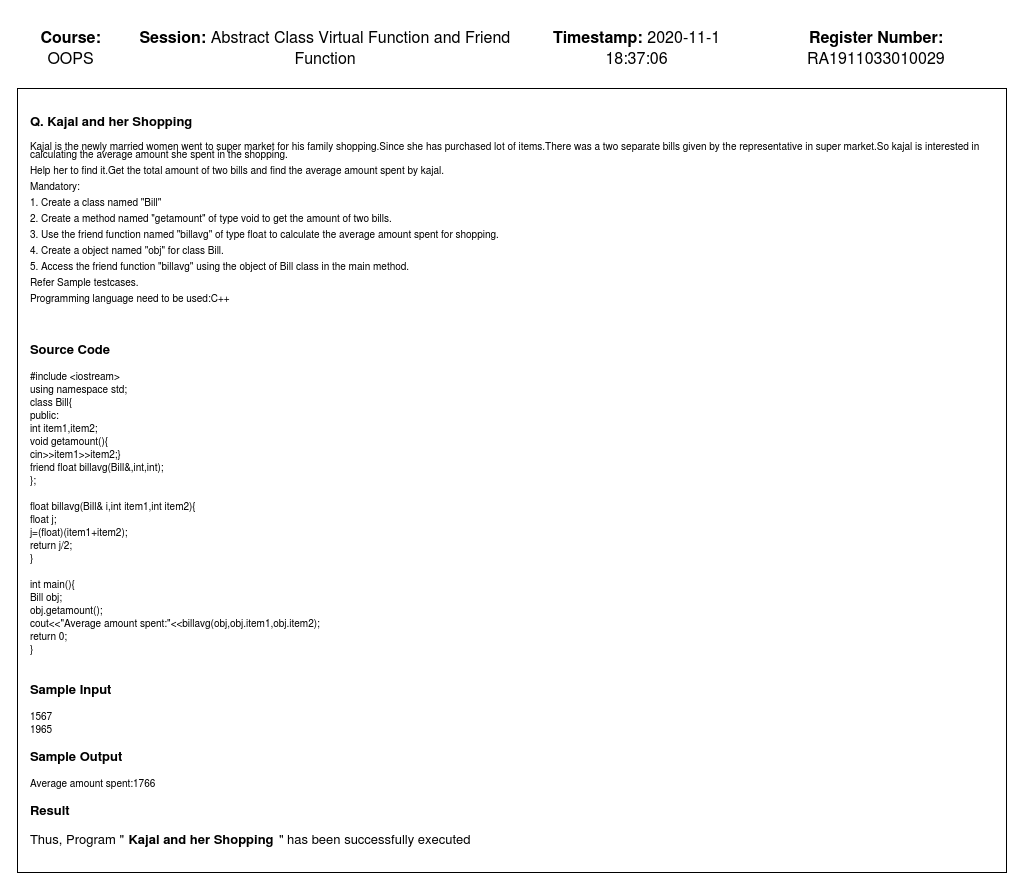 Course:
OOPS
Session: Abstract Class Virtual Function and Friend
Function
Timestamp: 2020-11-1
18:37:06
Register Number:
RA1911033010029
Q. Kajal and her Shopping
Kajal is the newly married women went to super market for his family shopping.Since she has purchased lot of items.There was a two separate bills given by the representative in super market.So kajal is interested in
calculating the average amount she spent in the shopping.
Help her to find it.Get the total amount of two bills and find the average amount spent by kajal.
Mandatory:
1. Create a class named "Bill"
2. Create a method named "getamount" of type void to get the amount of two bills.
3. Use the friend function named "billavg" of type float to calculate the average amount spent for shopping.
4. Create a object named "obj" for class Bill.
5. Access the friend function "billavg" using the object of Bill class in the main method.
Refer Sample testcases.
Programming language need to be used:C++
Source Code
#include <iostream>
using namespace std;
class Bill{
public:
int item1,item2;
void getamount(){
cin>>item1>>item2;}
friend float billavg(Bill&,int,int);
};
float billavg(Bill& i,int item1,int item2){
float j;
j=(float)(item1+item2);
return j/2;
}
int main(){
Bill obj;
obj.getamount();
cout<<"Average amount spent:"<<billavg(obj,obj.item1,obj.item2);
return 0;
}
Sample Input
1567
1965
Sample Output
Average amount spent:1766
Result
Thus, Program " Kajal and her Shopping " has been successfully executed